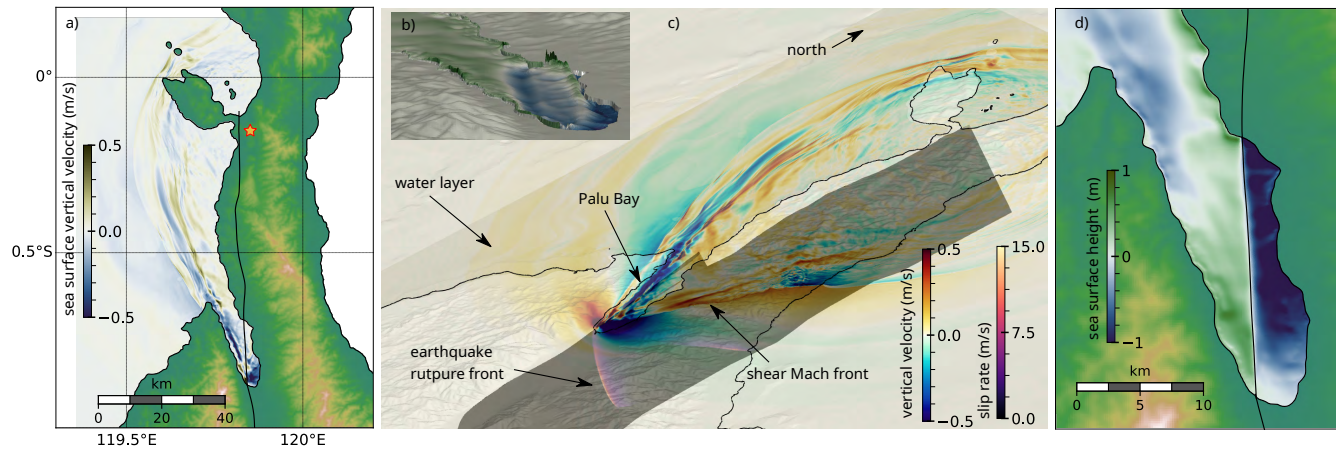 a)
0°
0.5°S
119.5°E
120°E
sea surface vertical velocity (m/s)
0.5
0.0
−0.5
km
0
20
40
b)
c)
north
water layer
Palu Bay
earthquake
rutpure front
shear Mach front
vertical velocity (m/s)
0.5
0.0
−0.5
slip rate (m/s)
15.0
7.5
0.0
d)
sea surface height (m)
1
0
−1
km
0
5
10